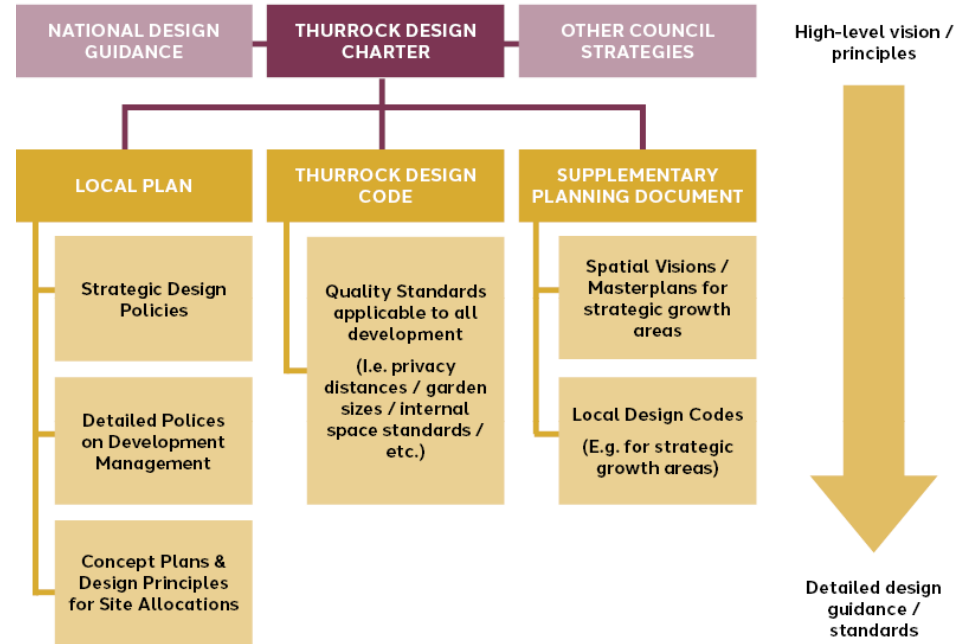 NATIONAL DESIGN
GUIDANCE
THURROCK DESIGN
CHARTER
OTHER COUNCIL
STRATEGIES
High-level vision /
principles
LOCAL PLAN
THURROCK DESIGN
CODE
SUPPLEMENTARY
PLANNING DOCUMENT
Strategic Design
Policies
Detailed Polices
on Development
Management
Concept Plans &
Design Principles
for Site Allocations
Quality Standards
applicable to all
development
(I.e. privacy
distances / garden
sizes / internal
space standards /
etc.)
Spatial Visions /
Masterplans for
strategic growth
areas
Local Design Codes
(E.g. for strategic
growth areas)
Detailed design
guidance /
standards